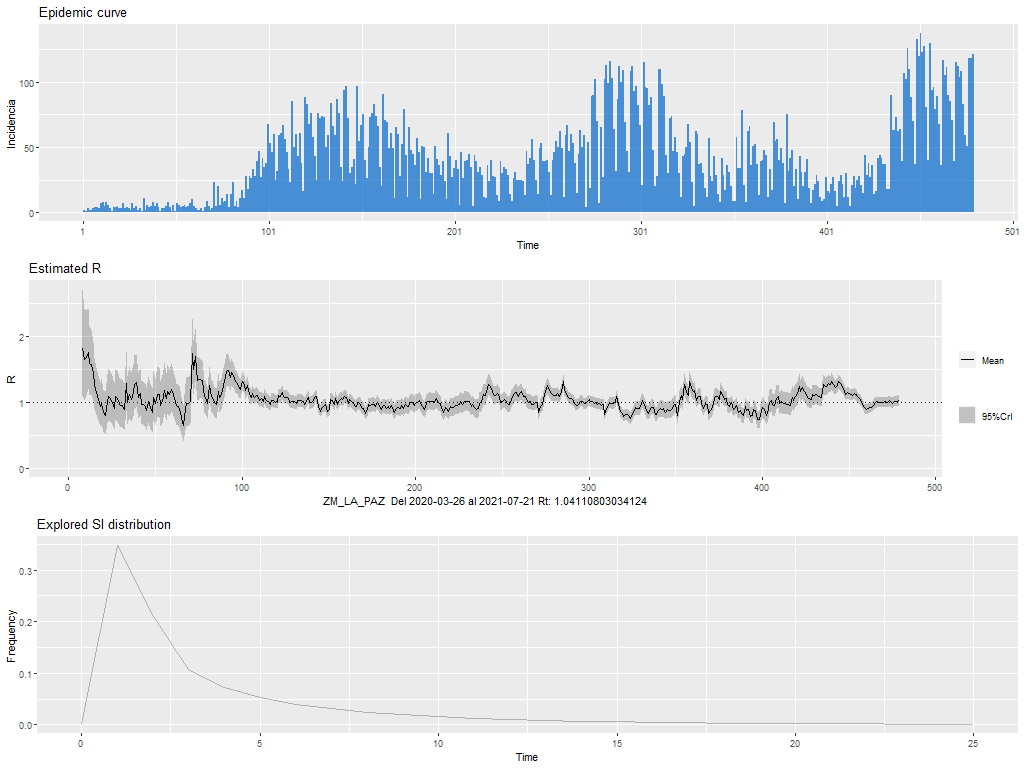 Epidemic curve
Incidencia
100
50
0
1
101
201
301
401
501
Time
Estimated R
R
2
1
0
0
100
200
300
400
500
Mean
95%CrI
ZM_LA_PAZ Del 2020-03-26 al 2021-07-21 Rt: 1.04110803034124
Explored SI distribution
Frequency
0.3
0.2
0.1
0.0
0
5
10
15
20
25
Time